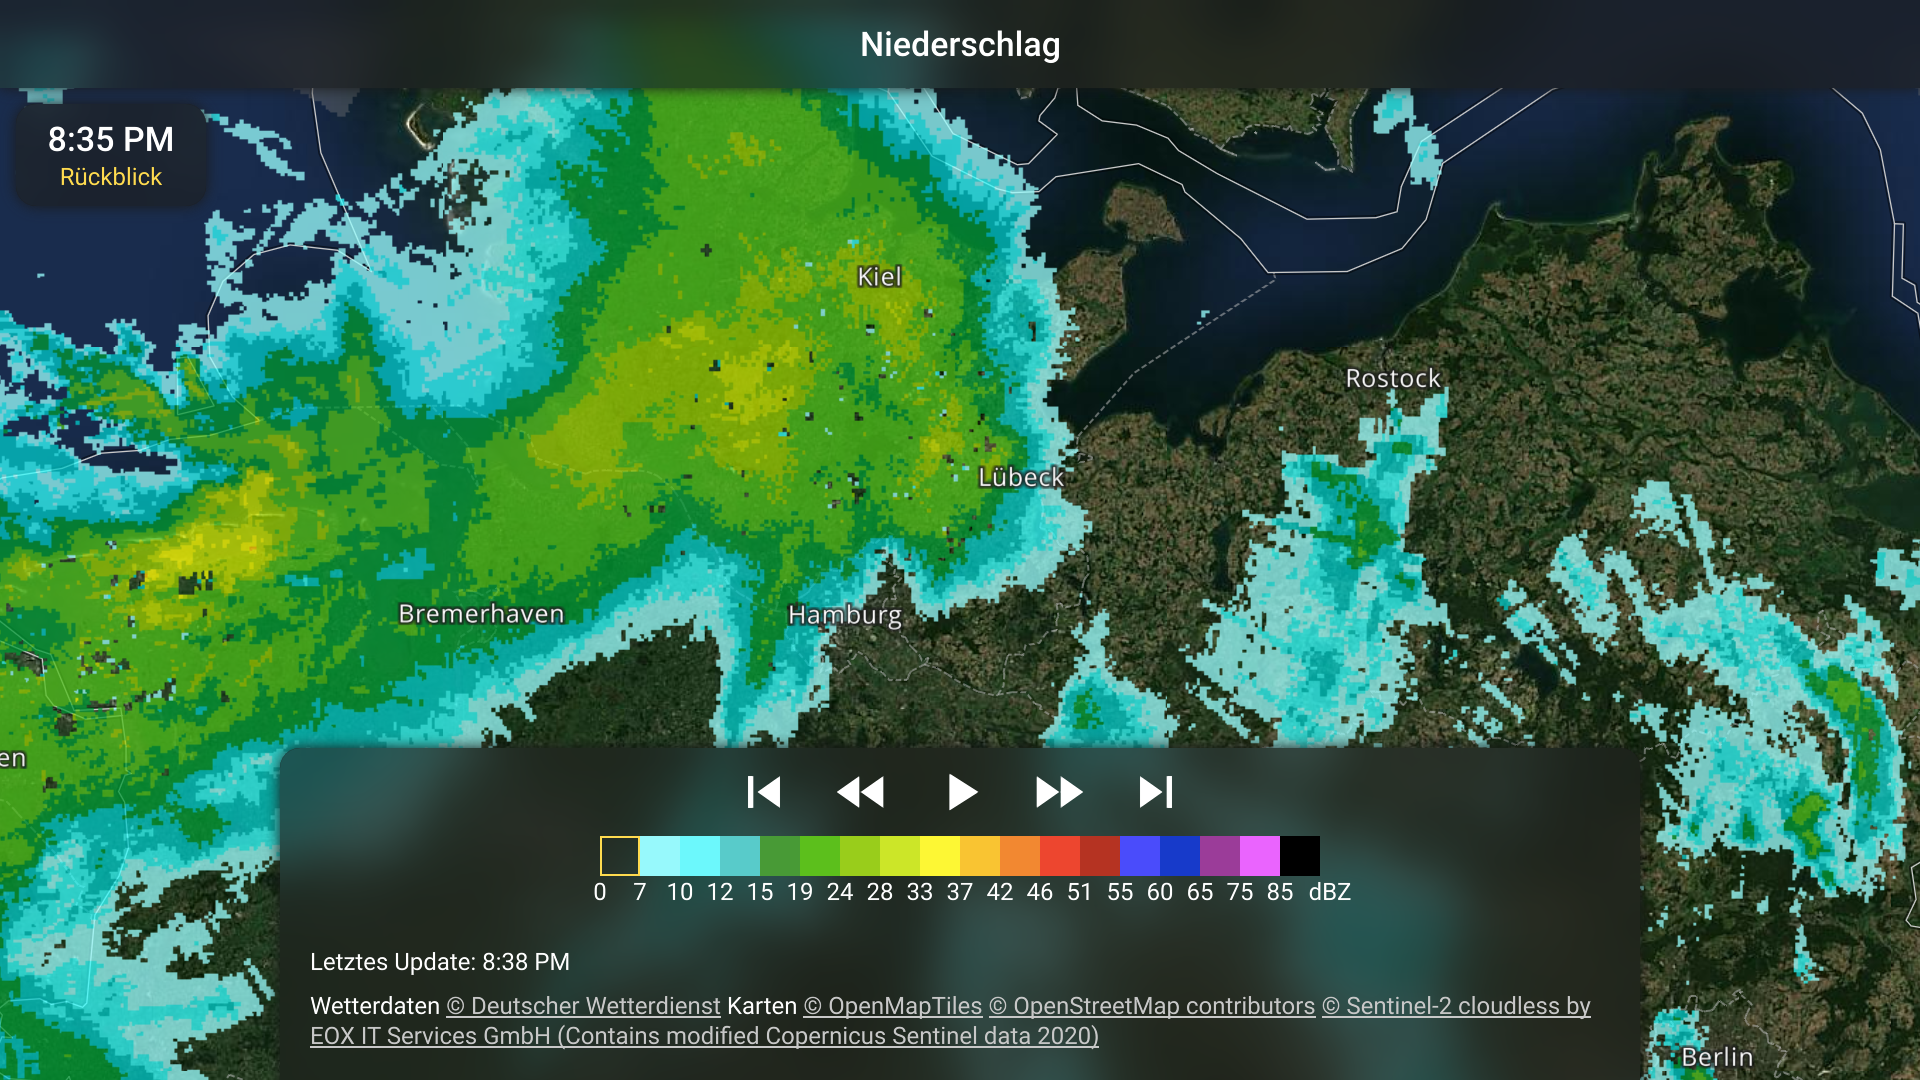 Niederschlag
8:35 PM
Rückblick
Kiel
Rostock
Lübeck
Bremerhaven
Hamburg
en
0 7 10 12 15 19 24 28 33 37 42 46 51 55 60 65 75 85 dBZ
Letztes Update: 8:38 PM
Wetterdaten © Deutscher Wetterdienst Karten © OpenMapTiles © OpenStreetMap contributors © Sentinel-2 cloudless by
EOX IT Services GmbH (Contains modified Copernicus Sentinel data 2020)
Berlin